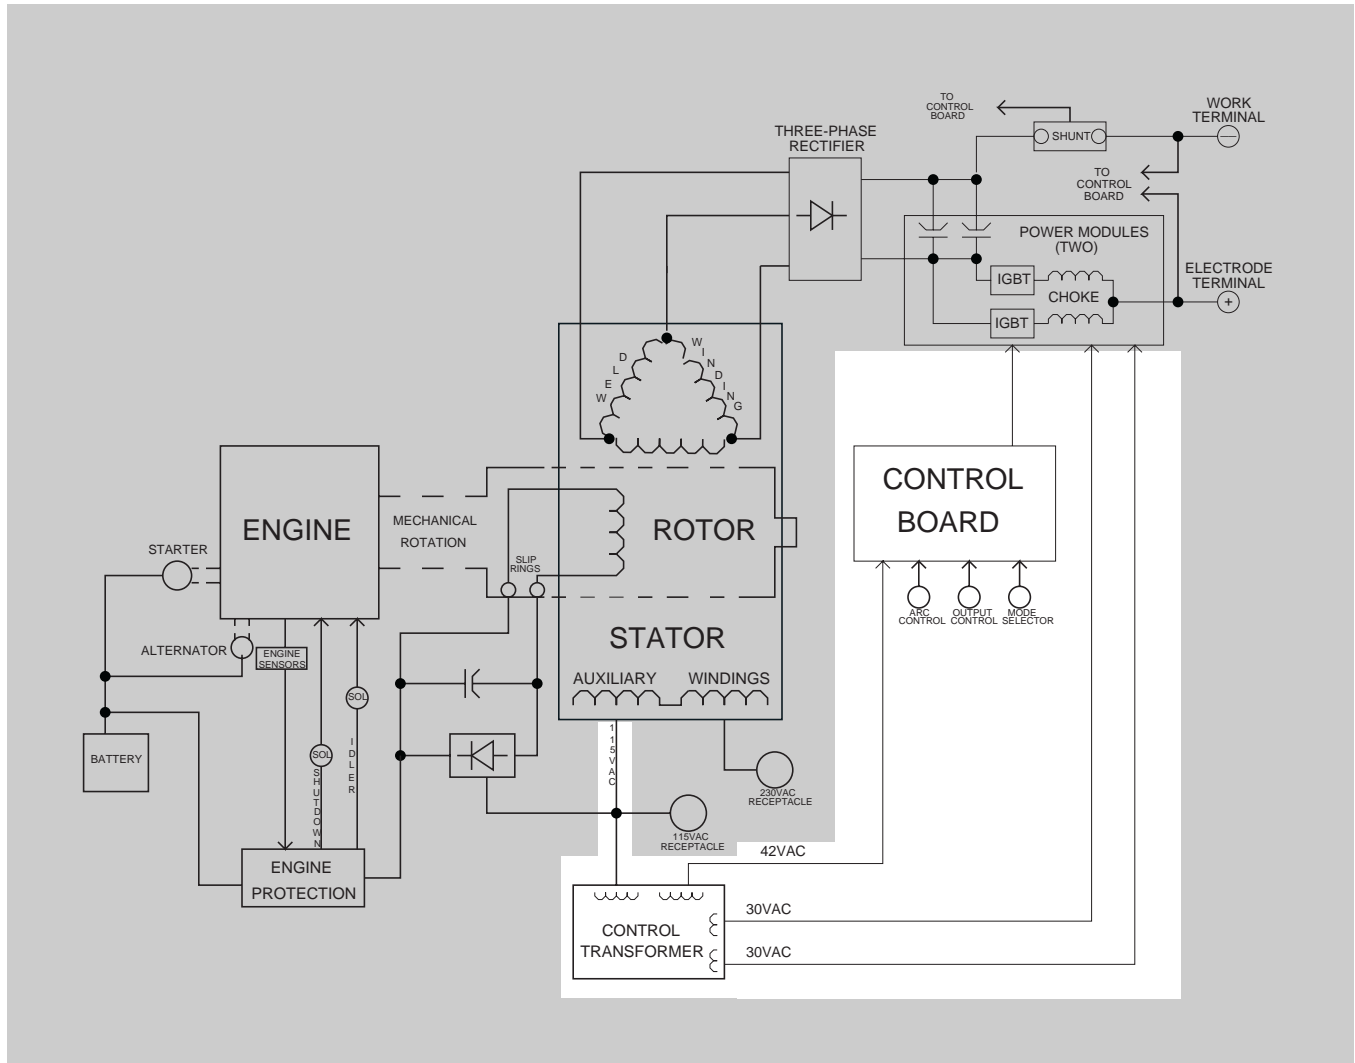 TO
CONTROL
BOARD
WORK
TERMINAL
SHUNT
THREE-PHASE
RECTIFIER
TO
CONTROL
BOARD
POWER MODULES
(TWO)
ELECTRODE
TERMINAL
IGBT
CHOKE
IGBT
WELD
WINDING
ENGINE
MECHANICAL
ROTATION
ROTOR
CONTROL
BOARD
STARTER
SLIP
RINGS
ARC
CONTROL
OUTPUT
CONTROL
MODE
SELECTOR
STATOR
ALTERNATOR
ENGINE
SENSORS
AUXILIARY
WINDINGS
SOL
SOL
SHUTDOWN
IDLER
115VAC
BATTERY
230VAC
RECEPTACLE
115VAC
RECEPTACLE
42VAC
ENGINE
PROTECTION
30VAC
CONTROL
TRANSFORMER
30VAC